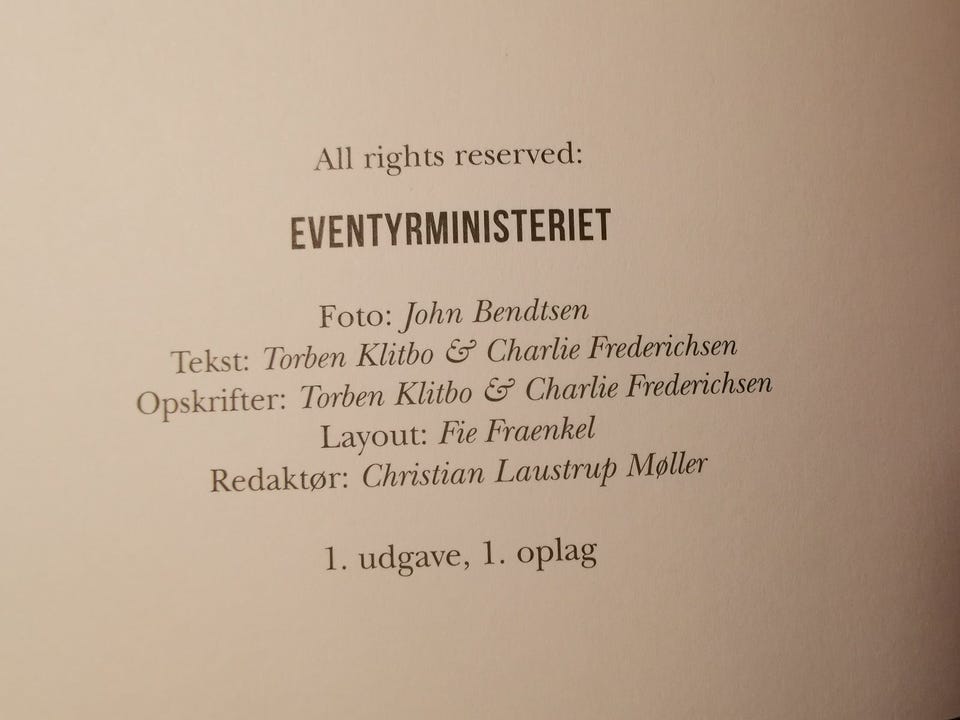 All rights reserved:
EVENTYRMINISTERIET
Foto: John Bendtsen
Tekst: Torben Klitbo & Charlie Frederichsen
Opskrifter: Torben Klitbo & Charlie Frederichsen
Layout: Fie Fraenkel
Redaktør: Christian Laustrup Møller
1. udgave, 1. oplag